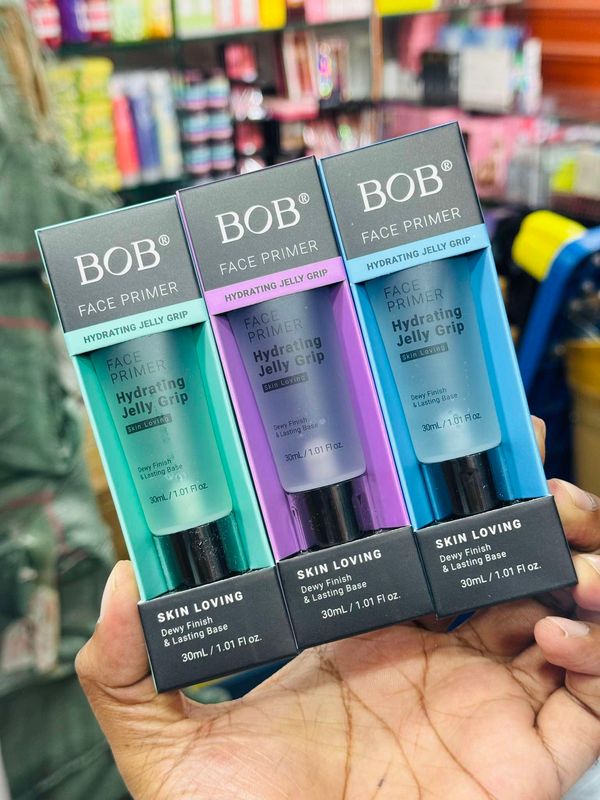 BOB®
FACE PRIMER
HYDRATING JELLY GRIP
FACE
PRIMER
Hydrating
Jelly Grip
Skin Loving
Dewy Finish
& Lasting Base
30mL / 1.01 Fl oz.
SKIN LOVING
Dewy Finish
& Lasting Base
30mL / 1.01 Fl oz.
BOB®
FACE PRIMER
HYDRATING JELLY GRIP
FACE
PRIMER
Hydrating
Jelly Grip
Skin Loving
Dewy Finish
& Lasting Base
30mL / 1.01 Fl oz.
SKIN LOVING
Dewy Finish
& Lasting Base
30mL / 1.01 Fl oz.
BOB®
FACE PRIMER
HYDRATING JELLY GRIP
FACE
PRIMER
Hydrating
Jelly Grip
Skin Loving
Dewy Finish
& Lasting Base
30mL / 1.01 Fl oz.
SKIN LOVING
Dewy Finish
& Lasting Base
30mL / 1.01 Fl oz.